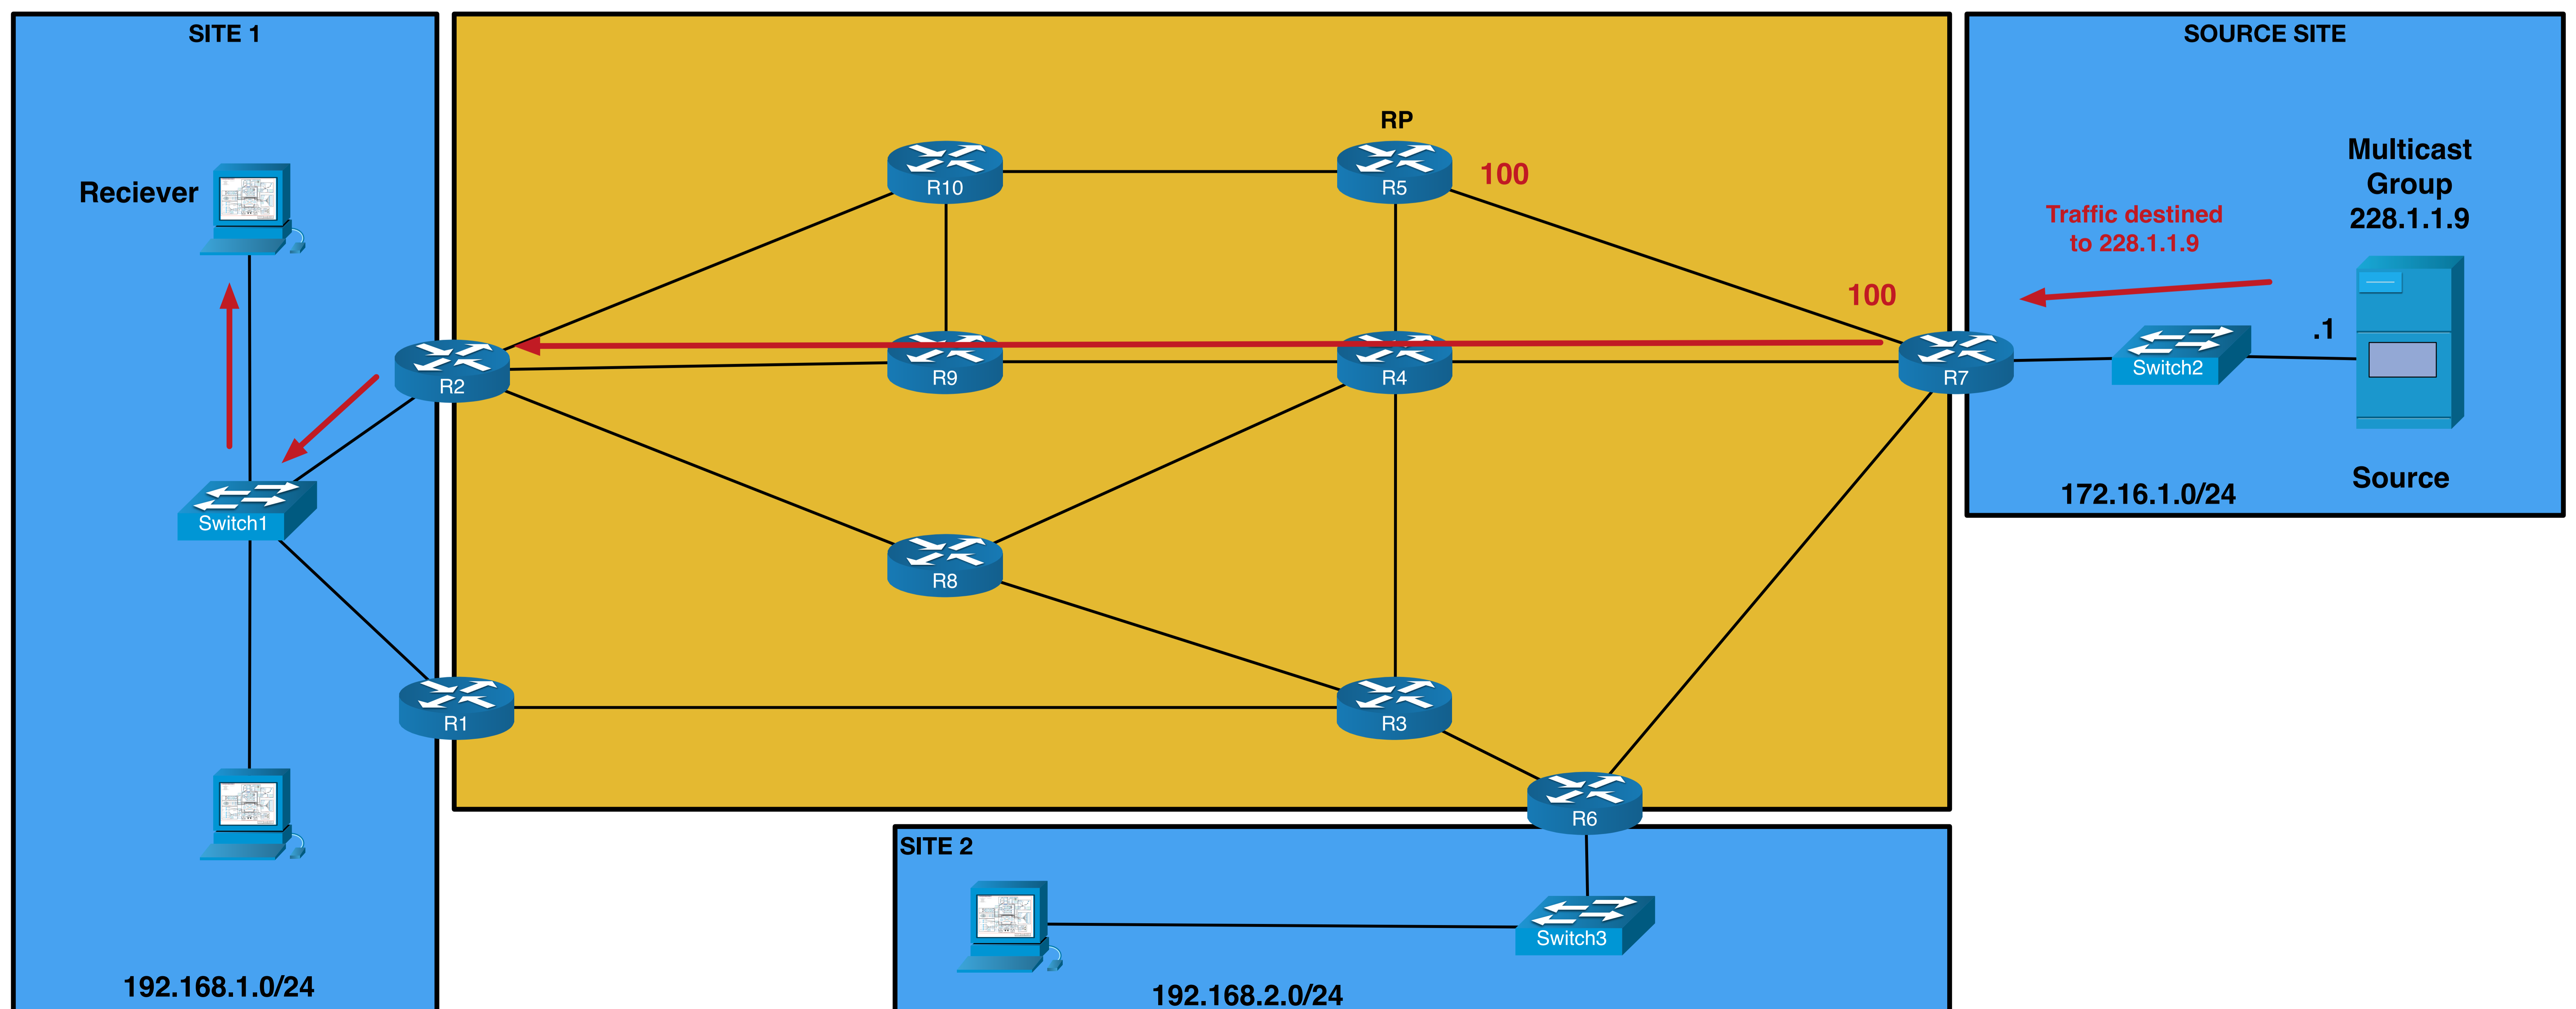 SITE 1
SOURCE SITE
RP
Multicast
Group
228.1.1.9
Reciever
R10
R5
100
Traffic destined
to 228.1.1.9
100
.1
R2
R9
R4
R7
Switch2
Source
172.16.1.0/24
Switch1
R8
R1
R3
R6
SITE 2
Switch3
192.168.1.0/24
192.168.2.0/24